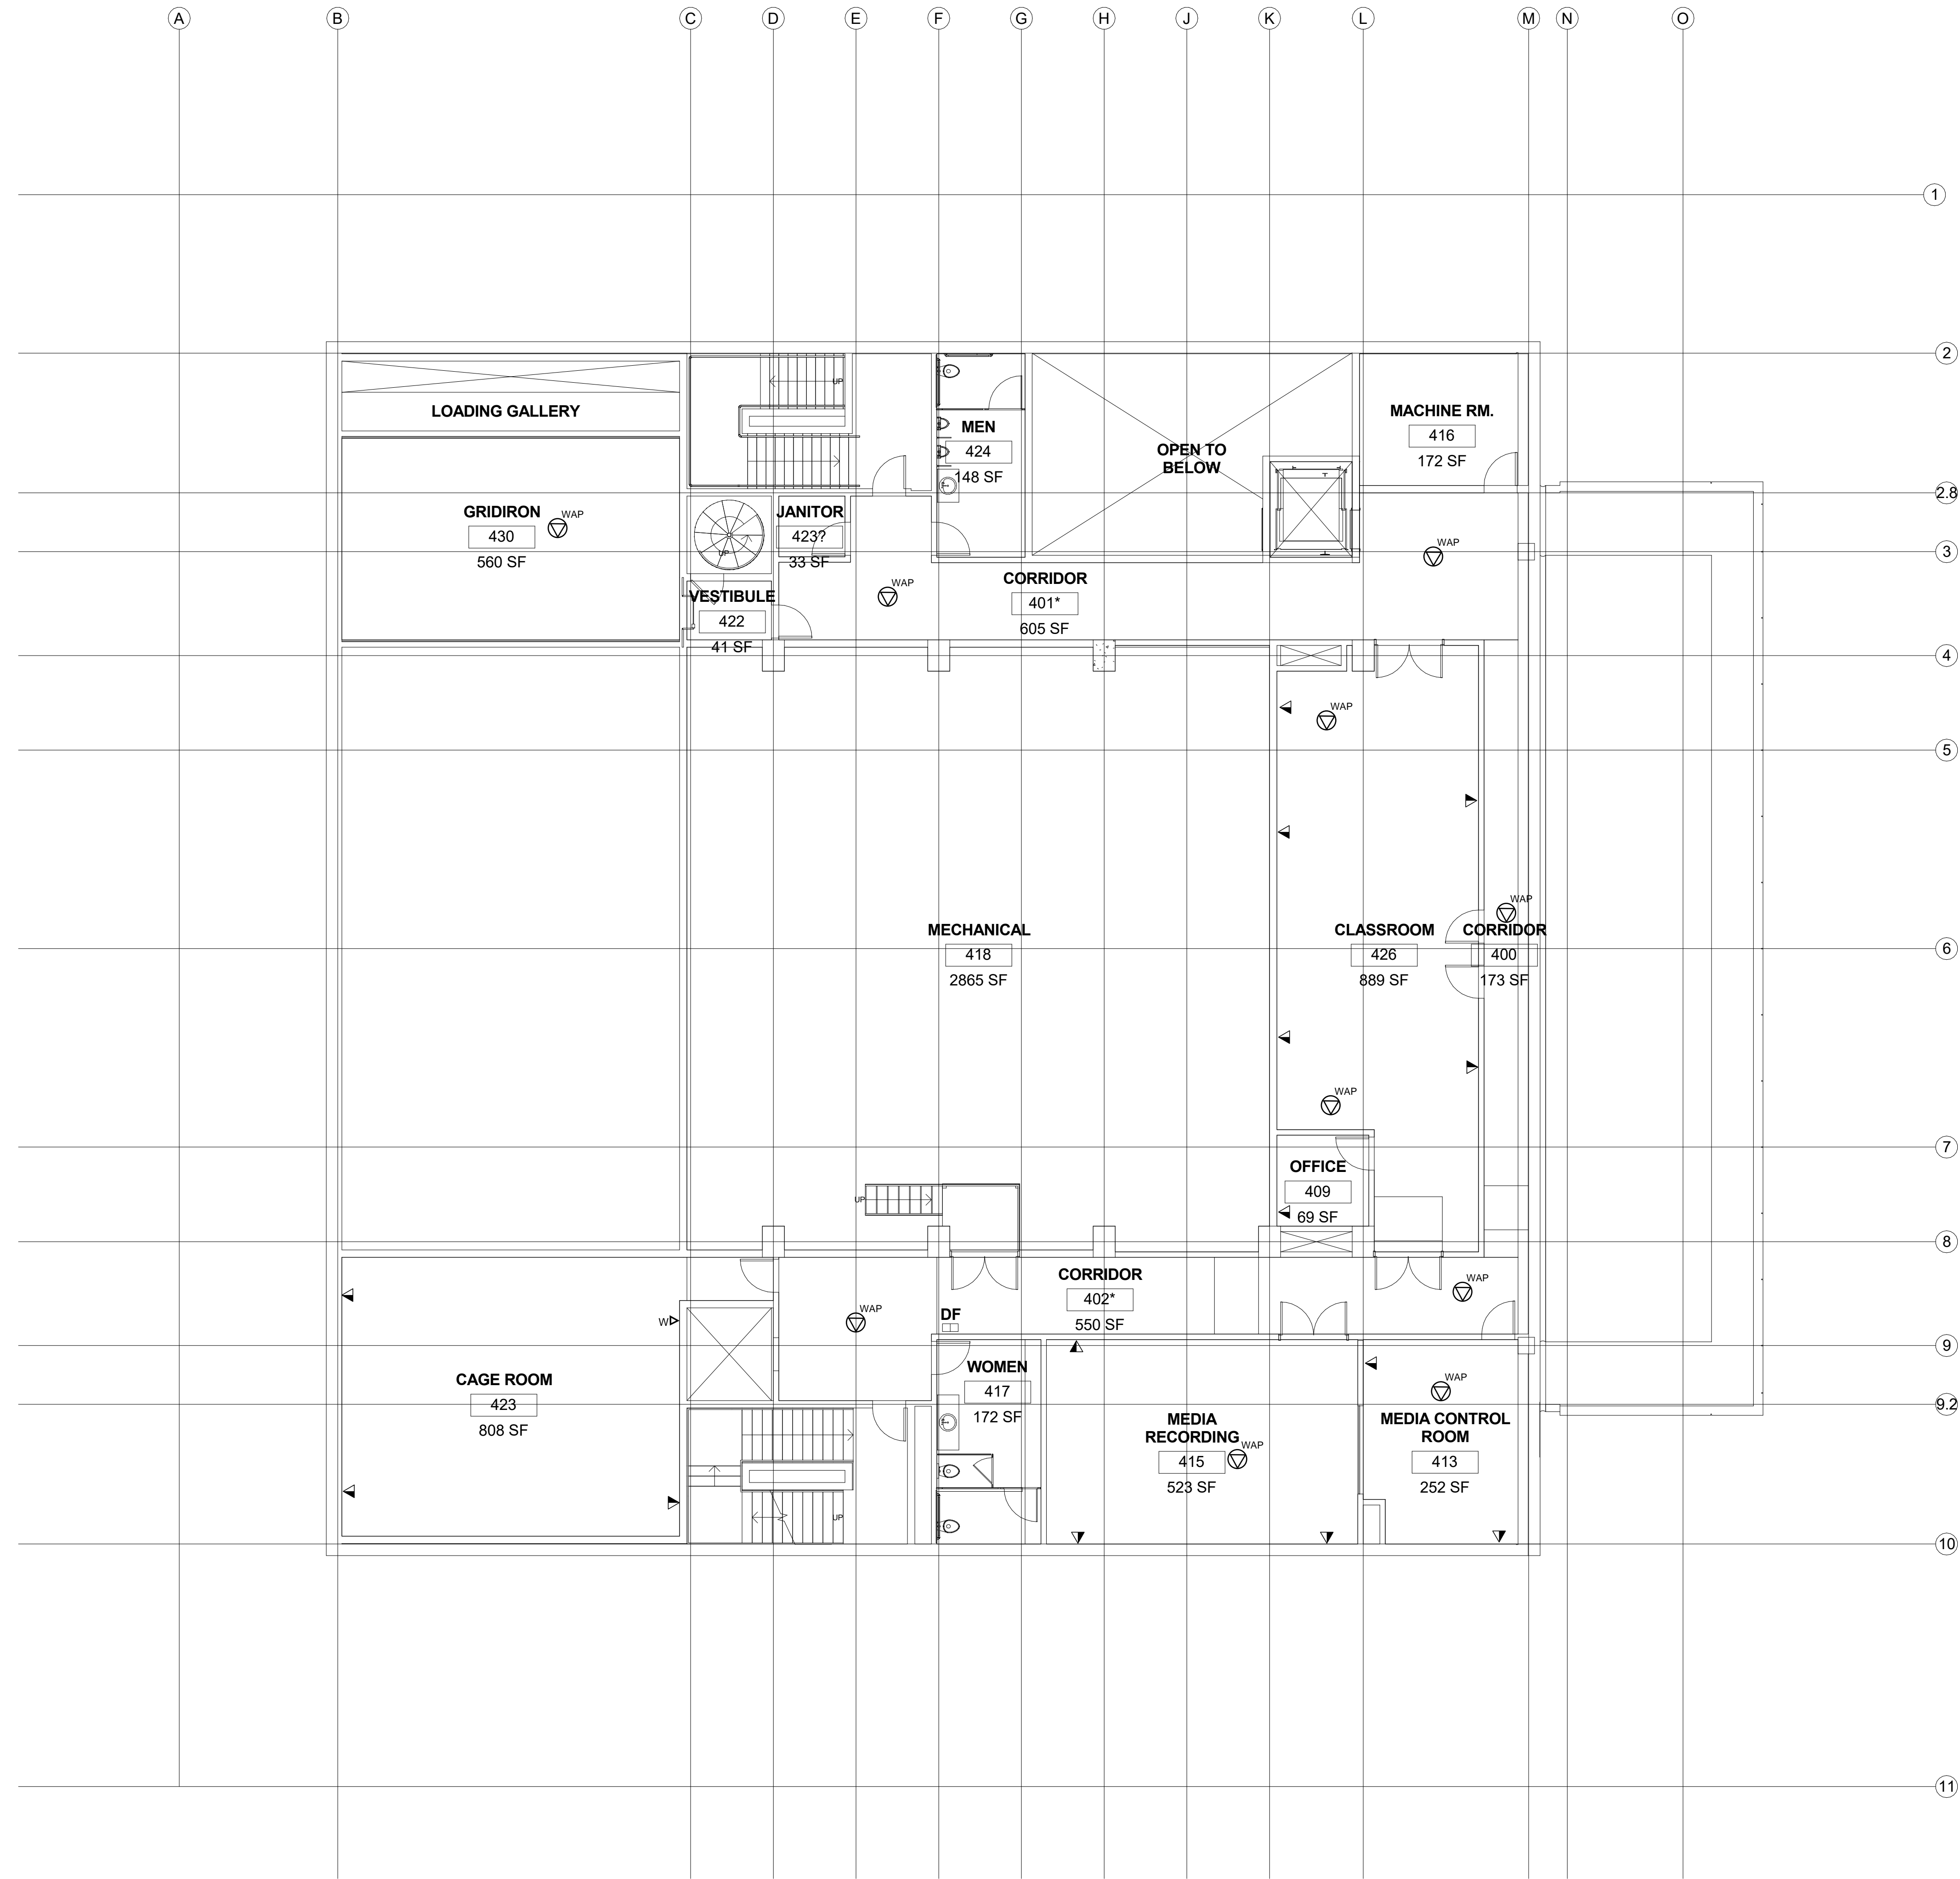 A B C D E F G H J K L M N O
1
2
LOADING GALLERY
UP
MEN
424
148 SF
OPEN TO
BELOW
MACHINE RM.
416
172 SF
2.8
GRIDIRON
430
560 SF
WAP
UP
JANITOR
423?
33 SF
3
WAP
VESTIBULE
422
41 SF
WAP
CORRIDOR
401*
605 SF
4
WAP
5
MECHANICAL
418
2865 SF
CLASSROOM
426
889 SF
WAP
CORRIDOR
400
173 SF
6
WAP
7
UP
OFFICE
409
69 SF
8
CORRIDOR
402*
550 SF
WAP
W
WAP
DF
9
CAGE ROOM
423
808 SF
WOMEN
417
172 SF
WAP
9.2
MEDIA
RECORDING
415
523 SF
WAP
MEDIA CONTROL
ROOM
413
252 SF
UP
10
11